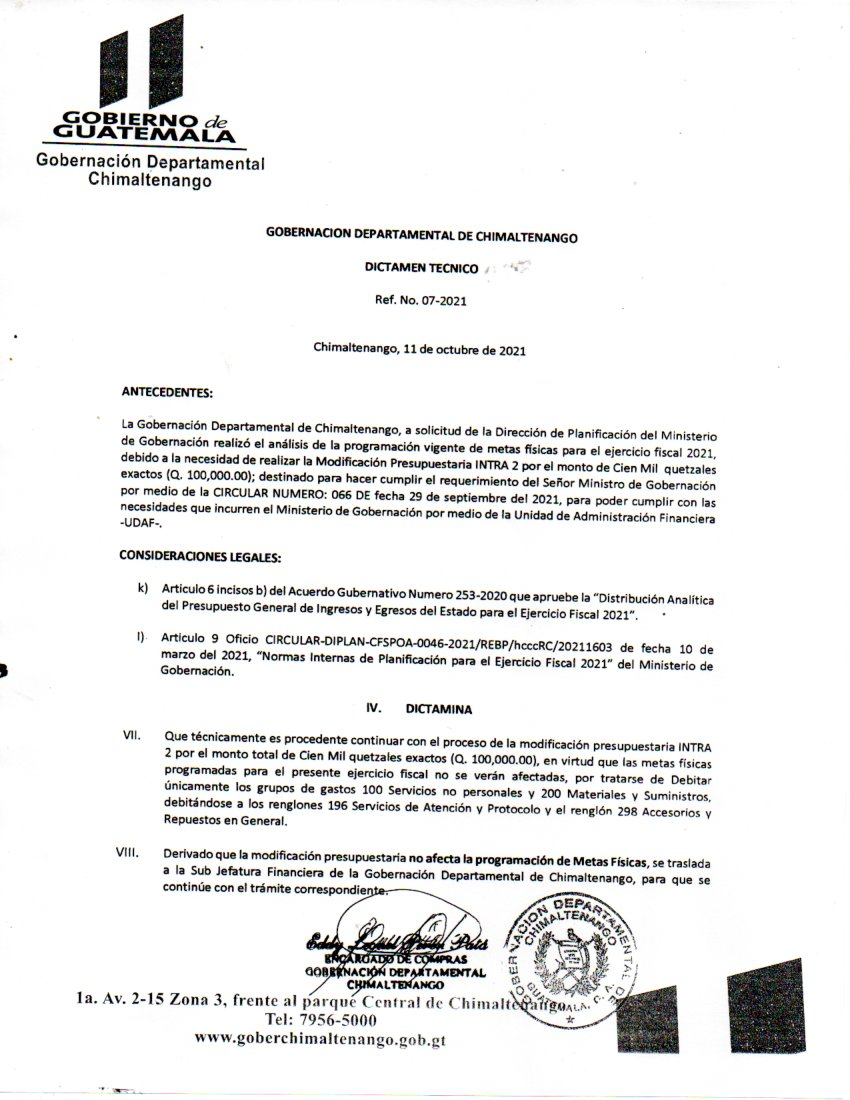 GOBIERNO de
GUATEMALA
Gobernación Departamental
Chimaltenango
GOBERNACION DEPARTAMENTAL DE CHIMALTENANGO
DICTAMEN TECNICO
Ref. No. 07-2021
Chimaltenango, 11 de octubre de 2021
ANTECEDENTES:
La Gobernación Departamental de Chimaltenango, a solicitud de la Dirección de Planificación del Ministerio
de Gobernación realizó el análisis de la programación vigente de metas físicas para el ejercicio fiscal 2021,
debido a la necesidad de realizar la Modificación Presupuestaria INTRA 2 por el monto de Cien Mil quetzales
exactos (Q. 100,000.00); destinado para hacer cumplir el requerimiento del Señor Ministro de Gobernación
por medio de la CIRCULAR NUMERO: 066 DE fecha 29 de septiembre del 2021, para poder cumplir con las
necesidades que incurren el Ministerio de Gobernación por medio de la Unidad de Administración Financiera
-UDAF-.
CONSIDERACIONES LEGALES:
k) Articulo 6 incisos b) del Acuerdo Gubernativo Numero 253-2020 que apruebe la “Distribución Analítica
del Presupuesto General de Ingresos y Egresos del Estado para el Ejercicio Fiscal 2021”.
l) Articulo 9 Oficio CIRCULAR-DIPLAN-CFSPOA-0046-2021/REBP/hcccRC/20211603 de fecha 10 de
marzo del 2021, “Normas Internas de Planificación para el Ejercicio Fiscal 2021” del Ministerio de
Gobernación.
IV. DICTAMINA
VII. Que técnicamente es procedente continuar con el proceso de la modificación presupuestaria INTRA
2 por el monto total de Cien Mil quetzales exactos (Q. 100,000.00), en virtud que las metas físicas
programadas para el presente ejercicio fiscal no se verán afectadas, por tratarse de Debitar
únicamente los grupos de gastos 100 Servicios no personales y 200 Materiales y Suministros,
debitándose a los renglones 196 Servicios de Atención y Protocolo y el renglón 298 Accesorios y
Repuestos en General.
VIII. Derivado que la modificación presupuestaria no afecta la programación de Metas Físicas, se traslada
a la Sub Jefatura Financiera de la Gobernación Departamental de Chimaltenango, para que se
continúe con el trámite correspondiente.
Eddy
ENCARGADO DE COMPRAS
GOBERNACIÓN DEPARTAMENTAL
CHIMALTENANGO
GOBERNACION DEPARTAMENTAL DE
CHIMALTENANGO
GUATEMALA, C. A.
1a. Av. 2-15 Zona 3, frente al parque Central de Chimaltenango
Tel: 7956-5000
www.goberchimaltenango.gob.gt